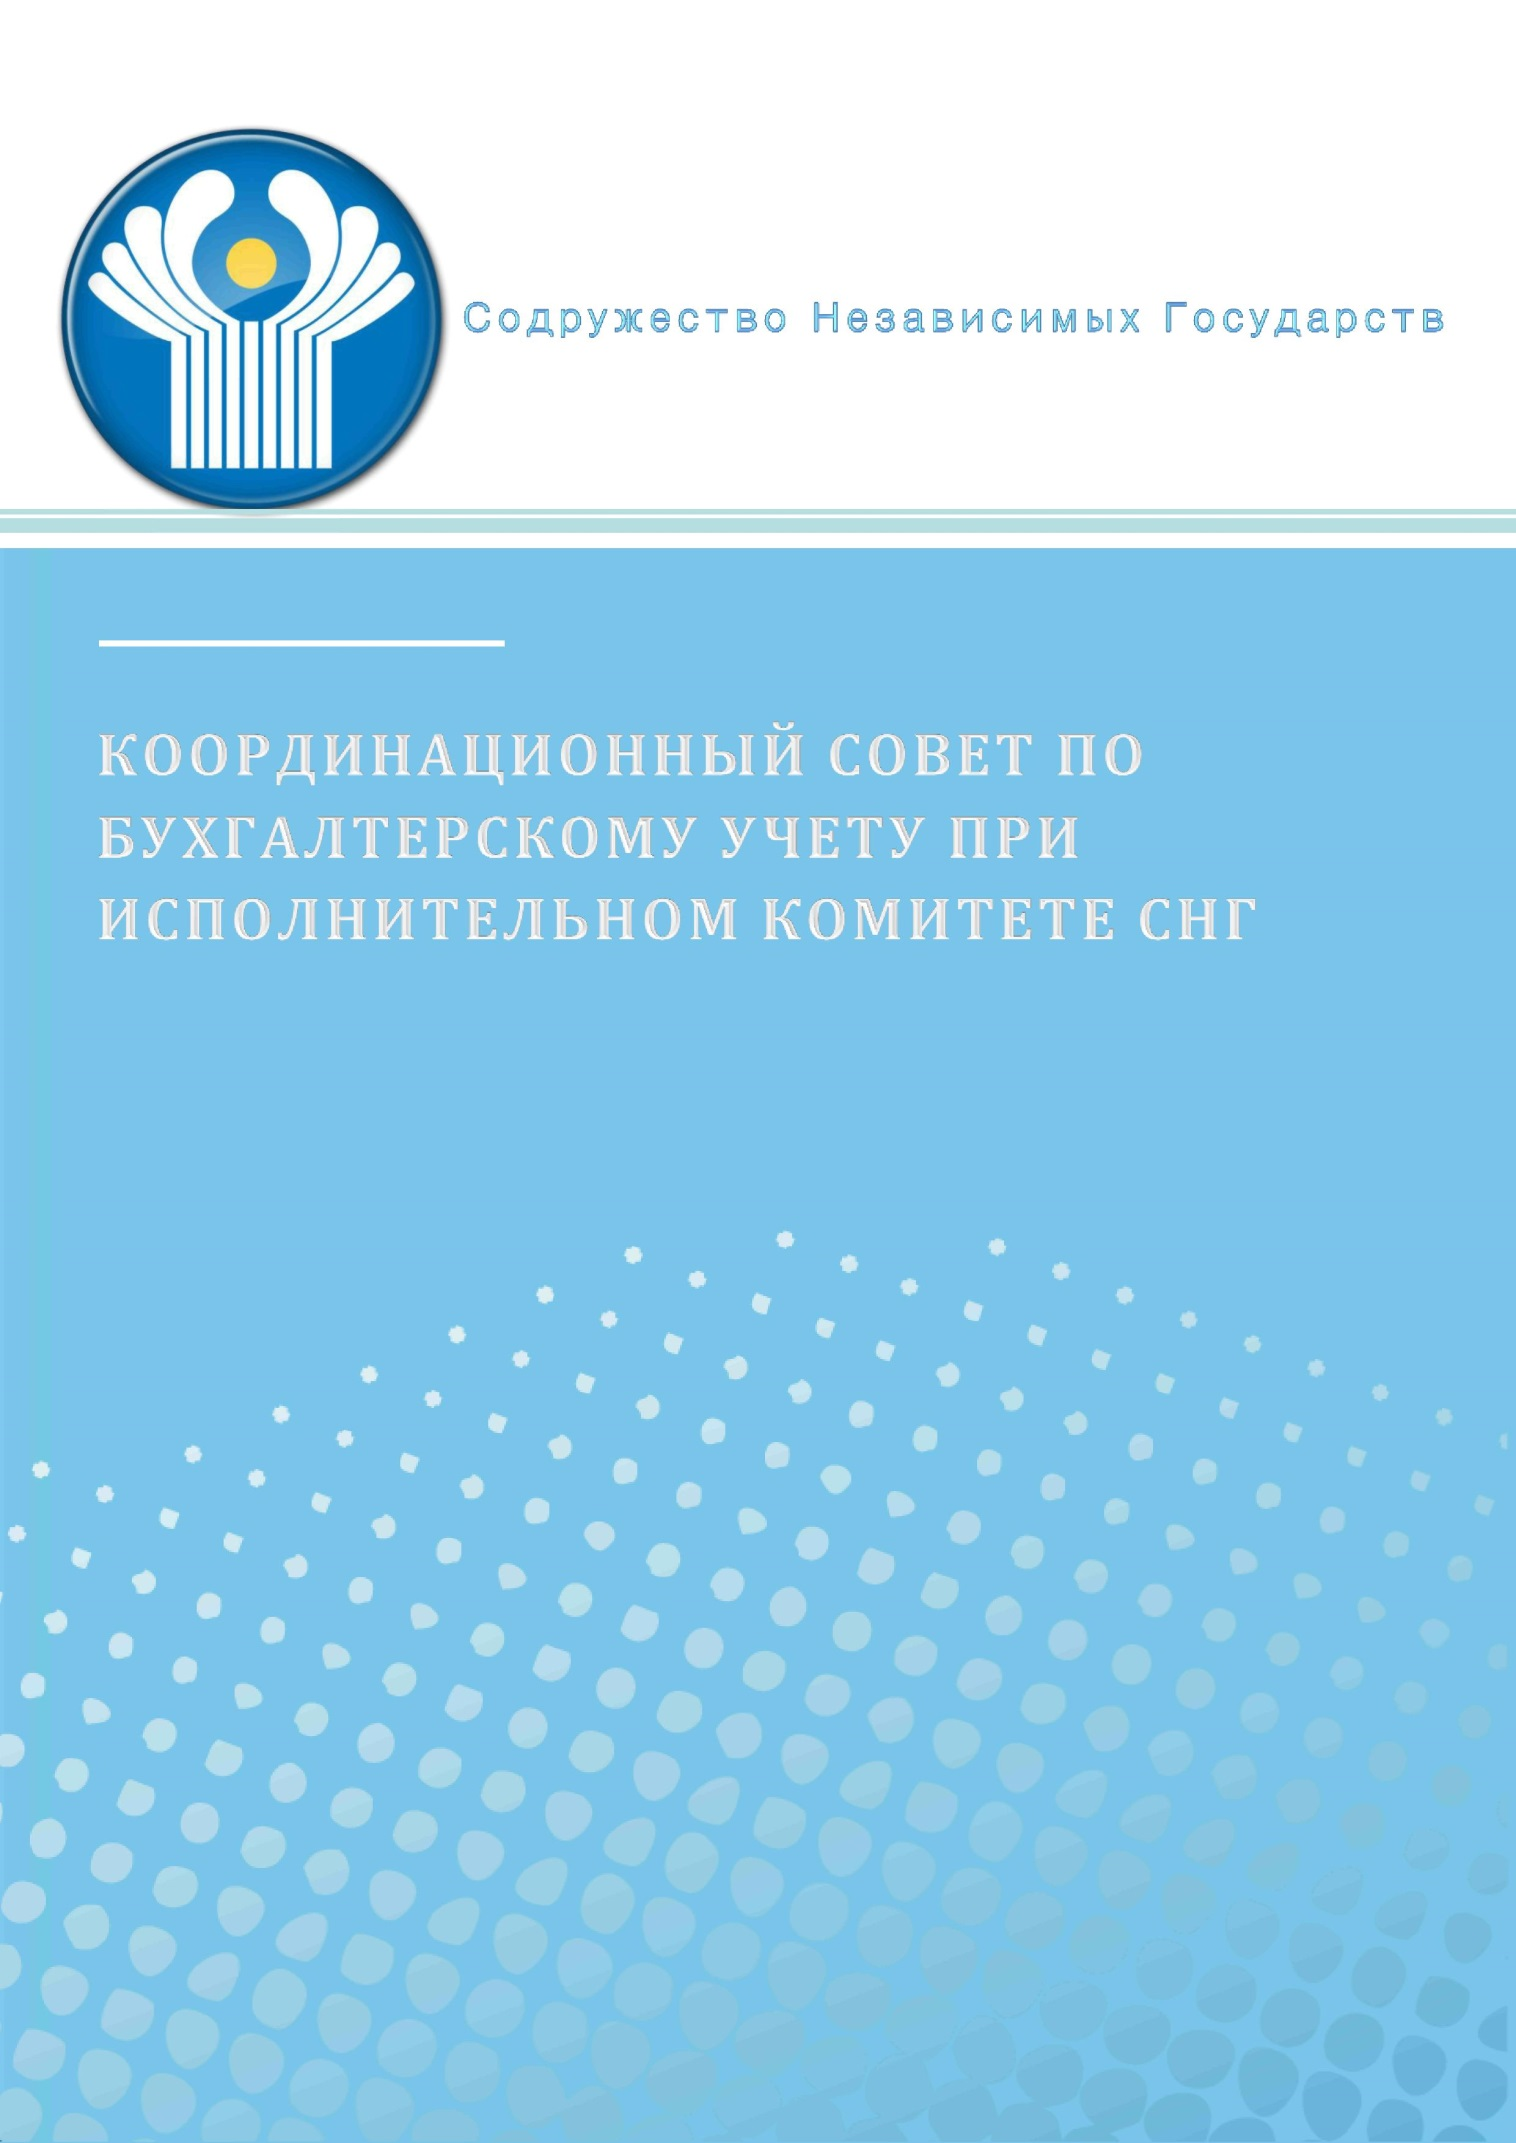 Содружество Независимых Государств
КООРДИНАЦИОННЫЙ СОВЕТ ПО
БУХГАЛТЕРСКОМУ УЧЕТУ ПРИ
ИСПОЛНИТЕЛЬНОМ КОМИТЕТЕ СНГ